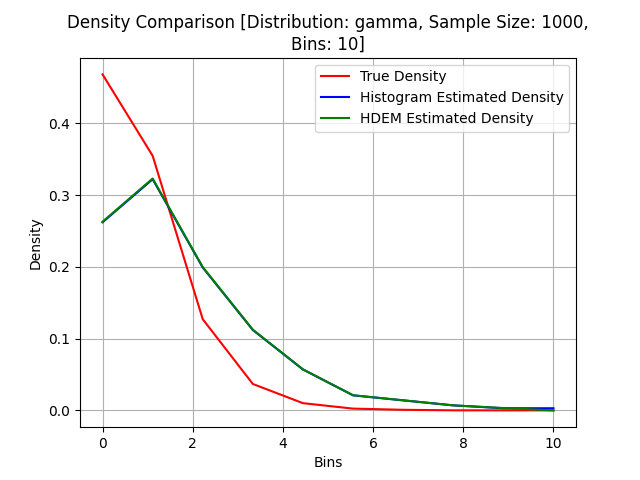 Density Comparison [Distribution: gamma, Sample Size: 1000,
Bins: 10]
True Density
Histogram Estimated Density
HDEM Estimated Density
Density
0.4
0.3
0.2
0.1
0.0
0 2 4 6 8 10
Bins